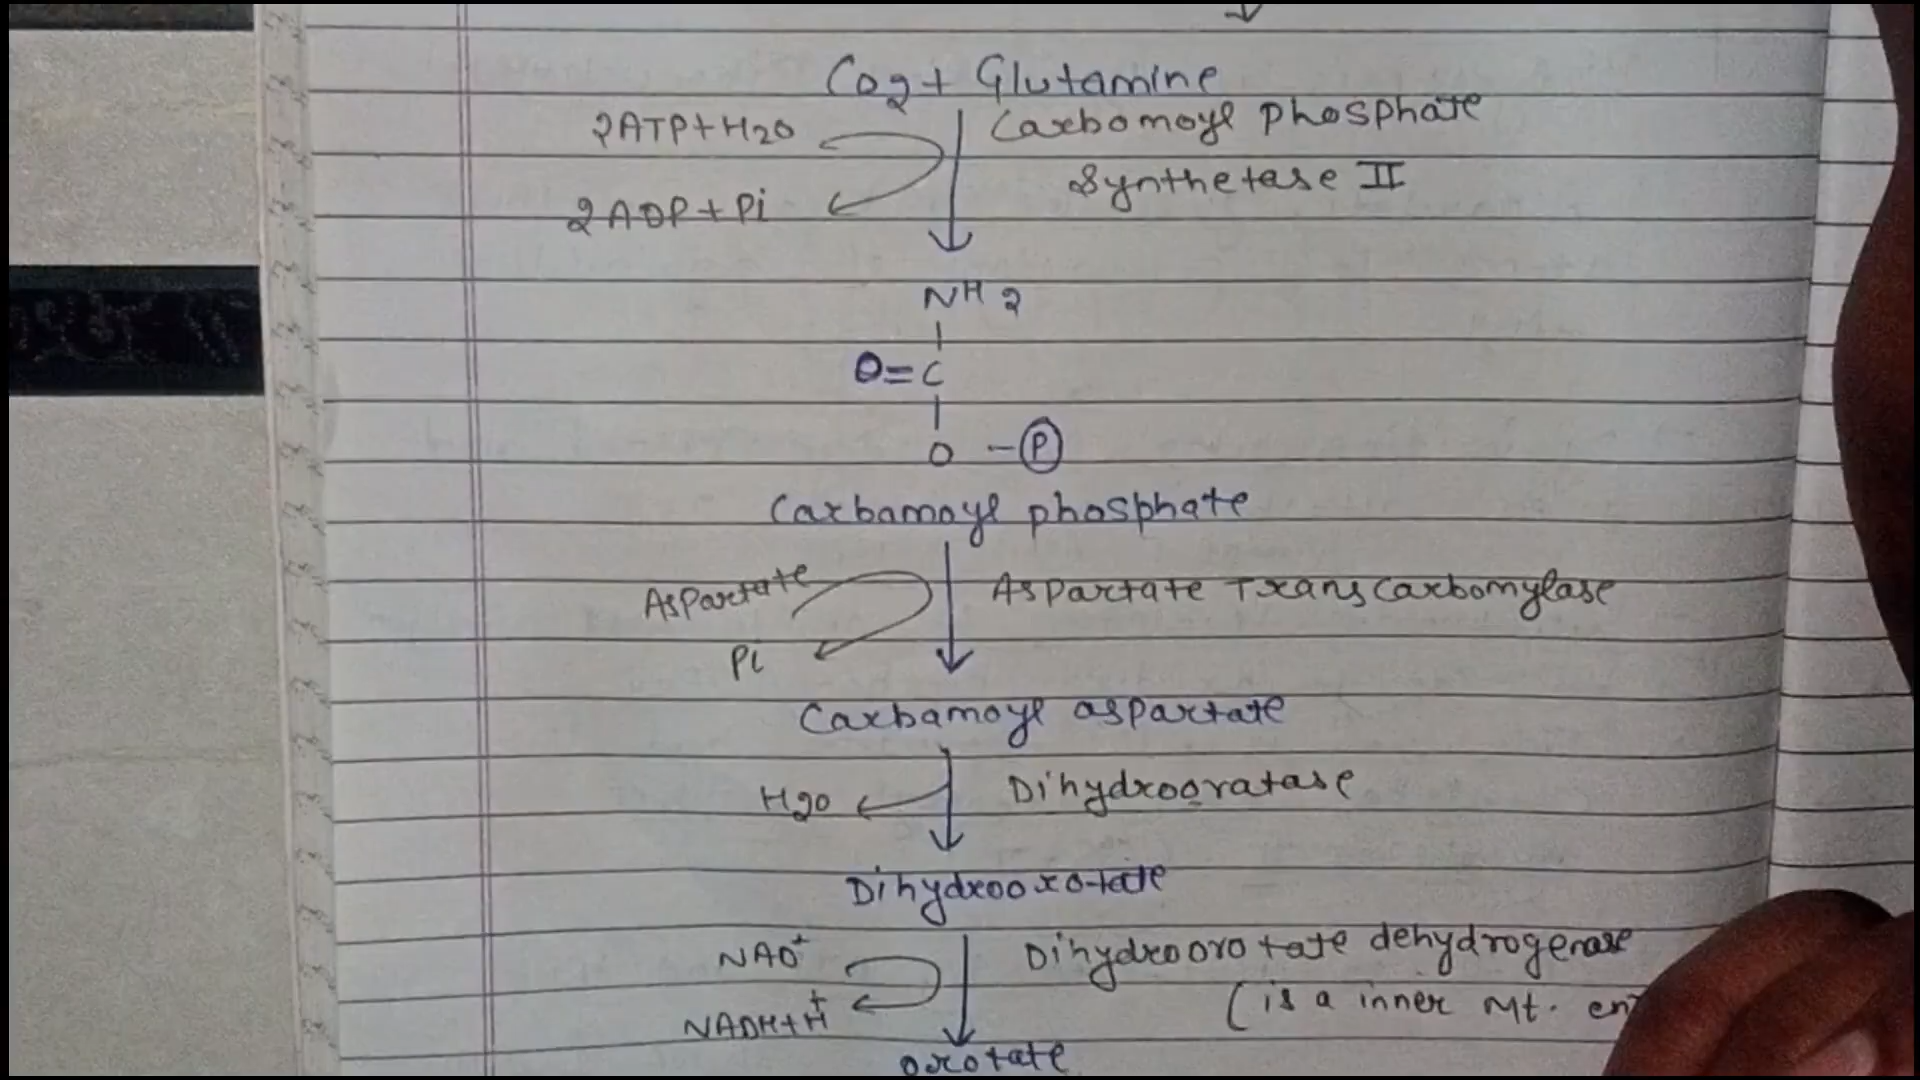 Co2 + Glutamine
2ATP+H2O
Carbomoyl phosphate
Synthetase II
2ADP+Pi
NH2
O=C
O -P
Carbamoyl phosphate
Aspartate
Aspartate Transcarbomylase
Pi
Carbamoyl aspartate
H2O
Dihydrooratase
Dihydroorotate
NAD+
Dihydroorotate dehydrogenase
(is a inner Mt.
NADH+H+
orotate